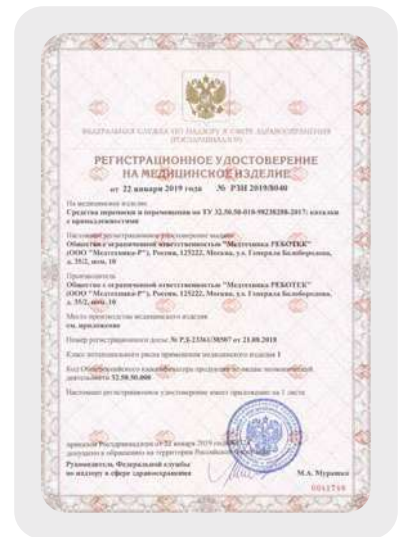 ФЕДЕРАЛЬНАЯ СЛУЖБА ПО НАДЗОРУ В СФЕРЕ ЗДРАВООХРАНЕНИЯ
(РОСЗДРАВНАДЗОР)
РЕГИСТРАЦИОННОЕ УДОСТОВЕРЕНИЕ
НА МЕДИЦИНСКОЕ ИЗДЕЛИЕ
от 22 января 2019 года № РЗН 2019/8040
На медицинское изделие
Средства переноски и перемещения по ТУ 32.50.50-010-98238288-2017: каталки
с принадлежностями
Настоящее регистрационное удостоверение выдано
Общество с ограниченной ответственностью "Медтехника РЕБОТЕК"
(ООО "Медтехника-Р"), Россия, 125222, Москва, ул. Генерала Белобородова,
д. 35/2, пом. 10
Производитель
Общество с ограниченной ответственностью "Медтехника РЕБОТЕК"
(ООО "Медтехника-Р"), Россия, 125222, Москва, ул. Генерала Белобородова,
д. 35/2, пом. 10
Место производства медицинского изделия
см. приложение
Номер регистрационного досье № РД-23361/38507 от 21.08.2018
Класс потенциального риска применения медицинского изделия 1
Код Общероссийского классификатора продукции по видам экономической
деятельности 32.50.50.000
Настоящее регистрационное удостоверение имеет приложение на 1 листе
приказом Росздравнадзора от 22 января 2019 года
допущено к обращению на территории Российской
Руководитель Федеральной службы
по надзору в сфере здравоохранения
М.А. Мурашко
0041748